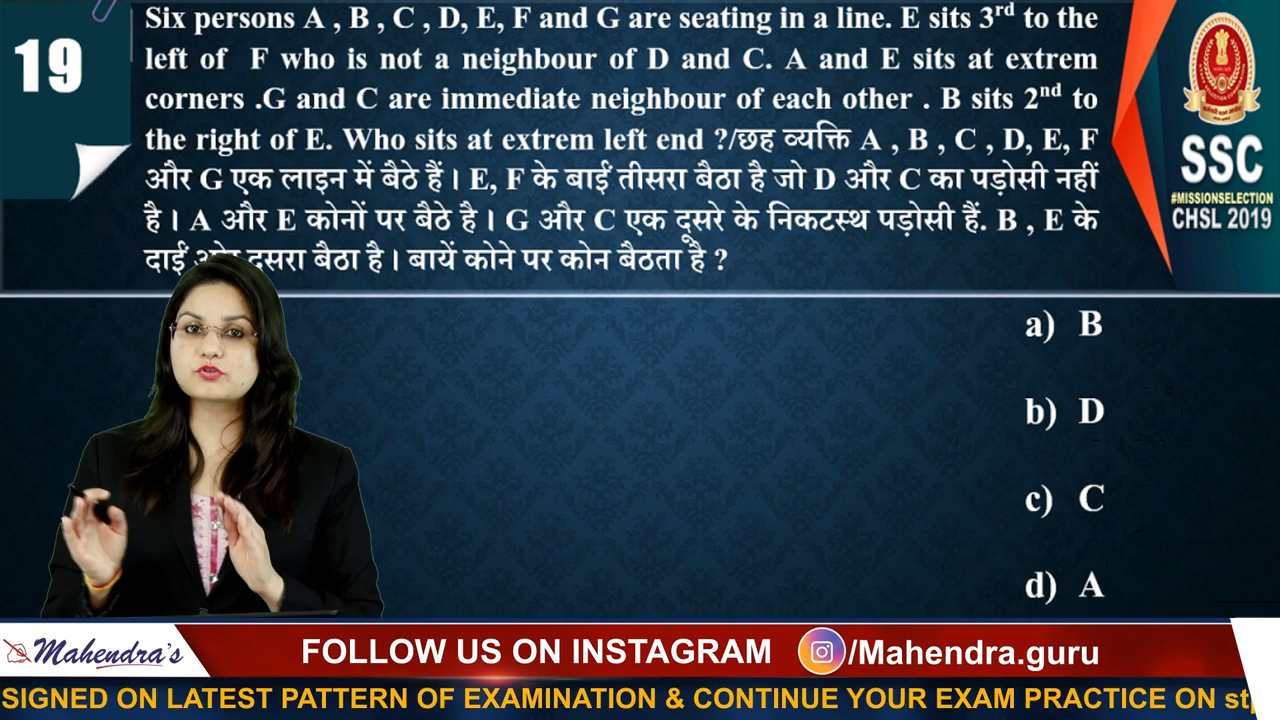 19
Six persons A , B , C , D, E, F and G are seating in a line. E sits 3rd to the
left of F who is not a neighbour of D and C. A and E sits at extrem
corners .G and C are immediate neighbour of each other . B sits 2nd to
the right of E. Who sits at extrem left end ?/छह व्यक्ति A , B , C , D, E, F
और G एक लाइन में बैठे हैं । E, F के बाईं तीसरा बैठा है जो D और C का पड़ोसी नहीं
है । A और E कोनों पर बैठे है । G और C एक दूसरे के निकटस्थ पड़ोसी हैं. B , E के
दाईं दूसरा बैठा है । बायें कोने पर कोन बैठता है ?
SSC
#MISSIONSELECTION
CHSL 2019
a) B
b) D
c) C
d) A
Mahendra's
FOLLOW US ON INSTAGRAM /Mahendra.guru
SIGNED ON LATEST PATTERN OF EXAMINATION & CONTINUE YOUR EXAM PRACTICE ON